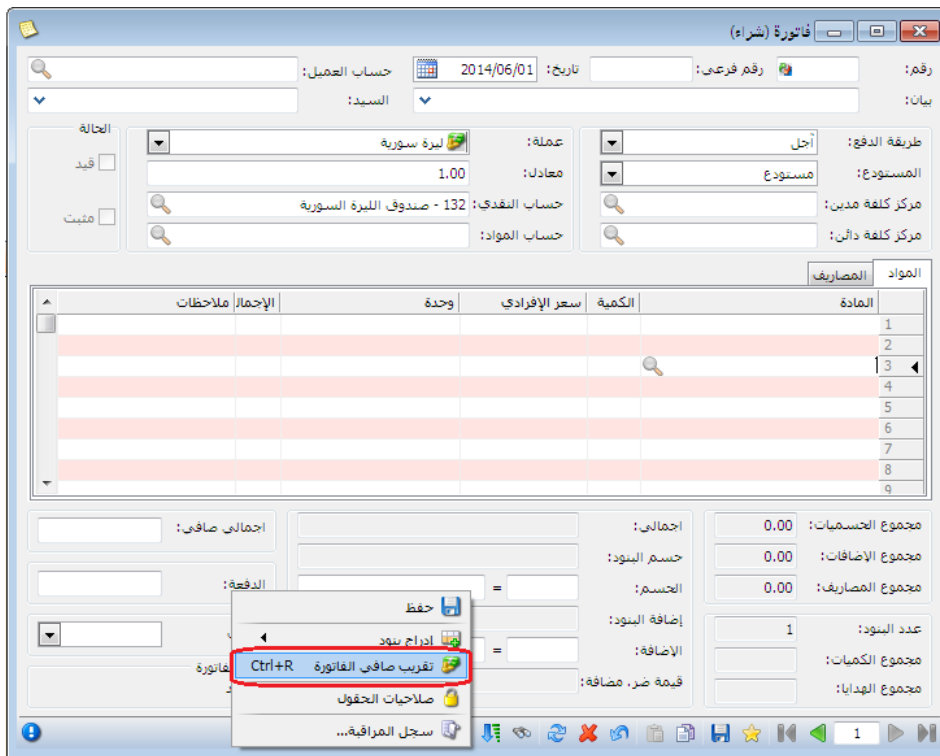 فاتورة (شراء)
رقم: رقم فرعي: تاريخ: 2014/06/01 حساب العميل:
بيان: السيد:
طريقة الدفع: آجل عملة: ليرة سورية الحالة
المستودع: مستودع معادل: 1.00 قيد
مركز كلفة مدين: حساب النقدي: 132 - صندوق الليرة السورية
مركز كلفة دائن: حساب المواد: مثبت
المواد المصاريف
المادة الكمية سعر الإفرادي وحدة الإجمال ملاحظات
1
2
3
4
5
6
7
8
9
مجموع الحسميات: 0.00 اجمالي: اجمالي صافي:
مجموع الإضافات: 0.00 حسم البنود:
مجموع المصاريف: 0.00 الحسم: = الدفعة:
عدد البنود: 1 إضافة البنود:
مجموع الكميات: الإضافة: =
مجموع الهدايا: قيمة ضر. مضافة: فاتورة
حفظ
ادراج بنود
تقريب صافي الفاتورة Ctrl+R
صلاحيات الحقول
سجل المراقبة...
1